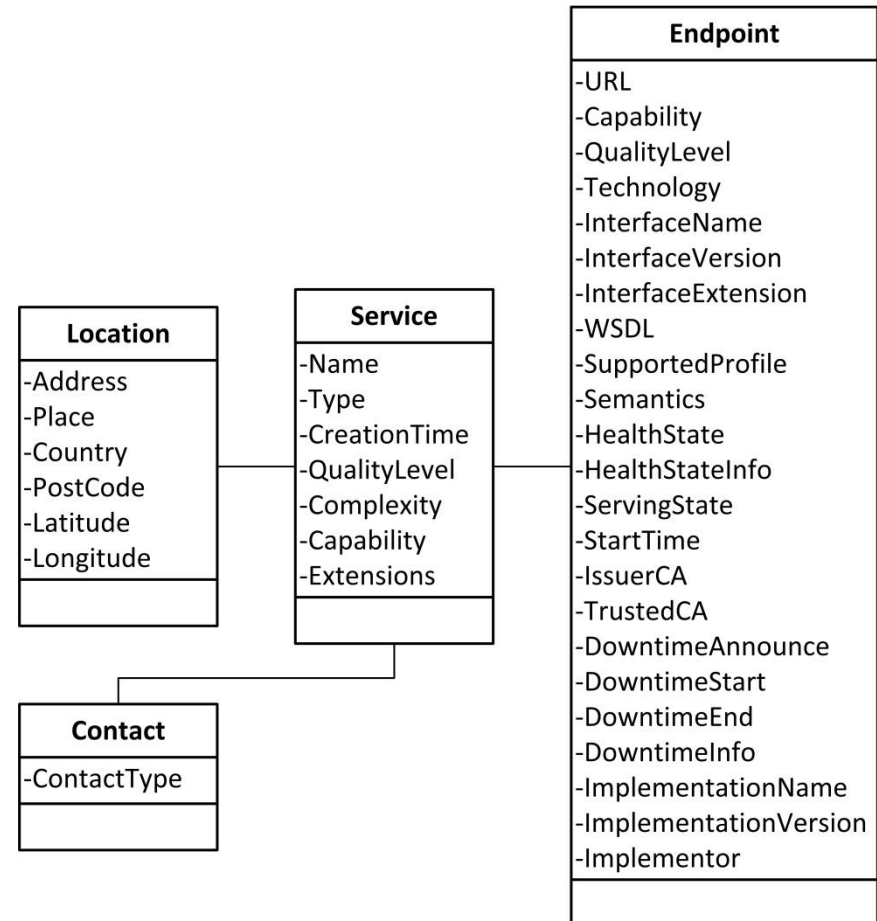 Endpoint
-URL
-Capability
-QualityLevel
-Technology
-InterfaceName
-InterfaceVersion
-InterfaceExtension
-WSDL
-SupportedProfile
-Semantics
-HealthState
-HealthStateInfo
-ServingState
-StartTime
-IssuerCA
-TrustedCA
-DowntimeAnnounce
-DowntimeStart
-DowntimeEnd
-DowntimeInfo
-ImplementationName
-ImplementationVersion
-Implementor
Service
-Name
-Type
-CreationTime
-QualityLevel
-Complexity
-Capability
-Extensions
Location
-Address
-Place
-Country
-PostCode
-Latitude
-Longitude
Contact
-ContactType